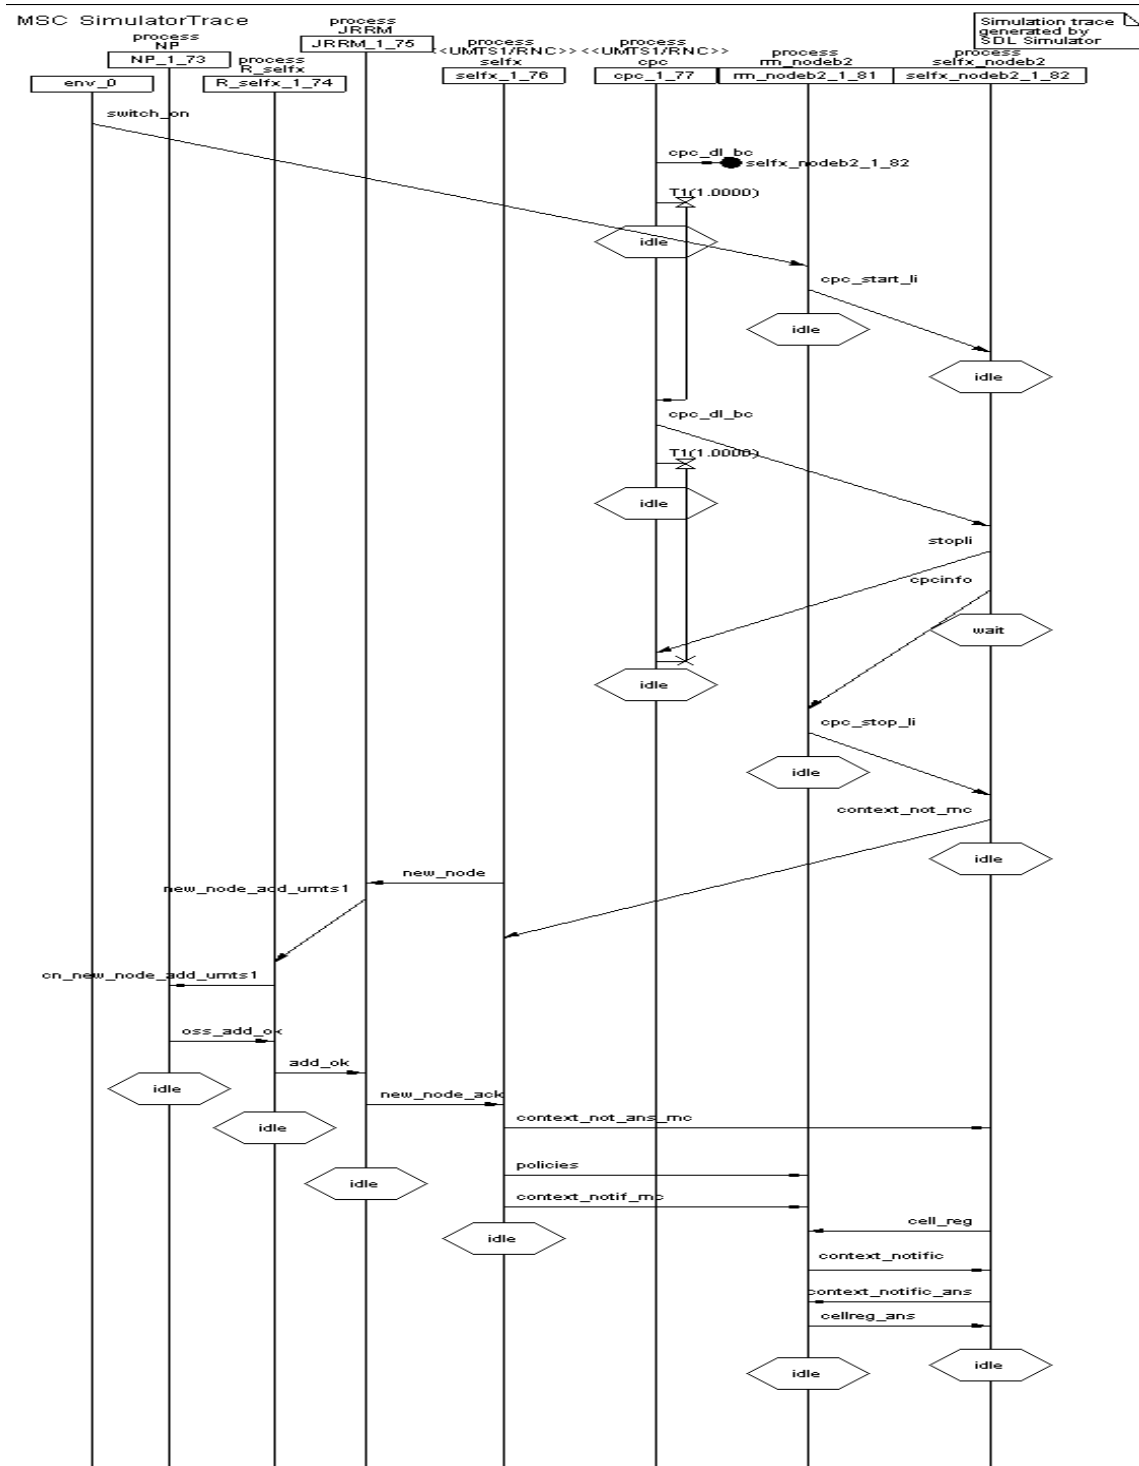 MSC SimulatorTrace
Simulation trace
generated by
SDL Simulator
process
NP
NP_1_73
process
JRRM
JRRM_1_75
env_0
process
R_selfx
R_selfx_1_74
process
<<UMTS1/RNC>>
selfx
selfx_1_76
process
<<UMTS1/RNC>>
cpc
cpc_1_77
process
rm_nodeb2
rm_nodeb2_1_81
process
selfx_nodeb2
selfx_nodeb2_1_82
switch_on
cpc_dl_bc
selfx_nodeb2_1_82
T1(1.0000)
idle
cpc_start_li
idle
idle
cpc_dl_bc
T1(1.0000)
idle
stopli
cpcinfo
wait
idle
cpc_stop_li
idle
context_not_mc
idle
new_node
new_node_add_umts1
cn_new_node_add_umts1
oss_add_ok
add_ok
idle
new_node_ack
context_not_ans_mc
idle
policies
idle
context_notif_mc
cell_reg
idle
context_notific
context_notific_ans
cellreg_ans
idle
idle